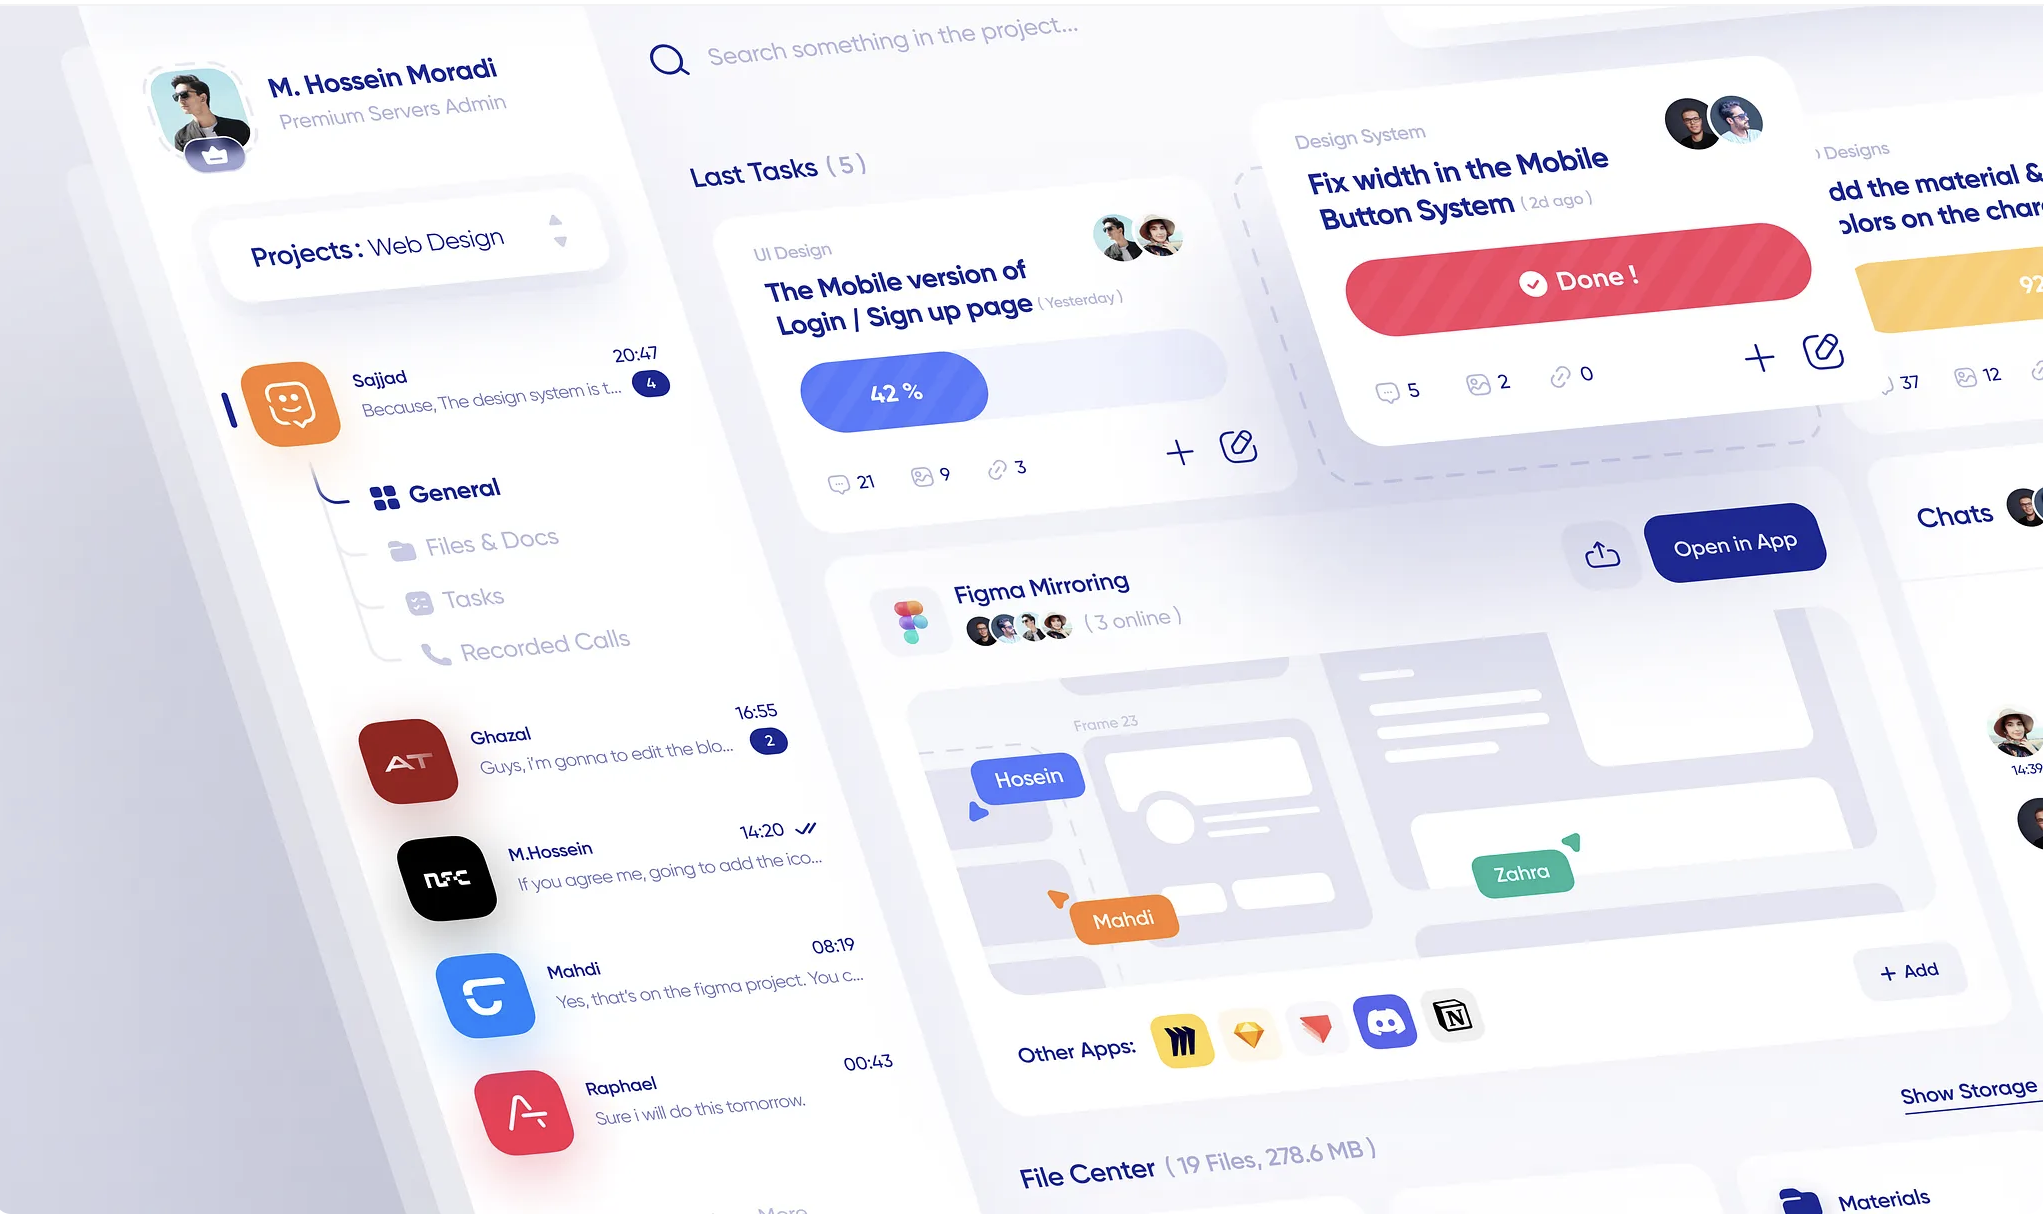 M. Hossein Moradi
Premium Servers Admin
Projects: Web Design
Sajjad
20:47
Because, The design system is t...
4
General
Files & Docs
Tasks
Recorded Calls
Ghazal
16:55
Guys, i'm gonna to edit the blo...
2
AT
M.Hossein
14:20
If you agree me, going to add the ico...
nfc
Mahdi
08:19
Yes, that's on the figma project. You c...
Raphael
00:43
Sure i will do this tomorrow.
Search something in the project...
Last Tasks (5)
UI Design
The Mobile version of
Login | Sign up page (Yesterday)
42 %
21
9
3
Design System
Fix width in the Mobile
Button System (2d ago)
Done !
5
2
0
Designs
dd the material &
olors on the char
92
37
12
Figma Mirroring
(3 online)
Open in App
Frame 23
Hosein
Mahdi
Zahra
Other Apps:
N
+ Add
Chats
14:39
Show Storage
File Center (19 Files, 278.6 MB)
Materials